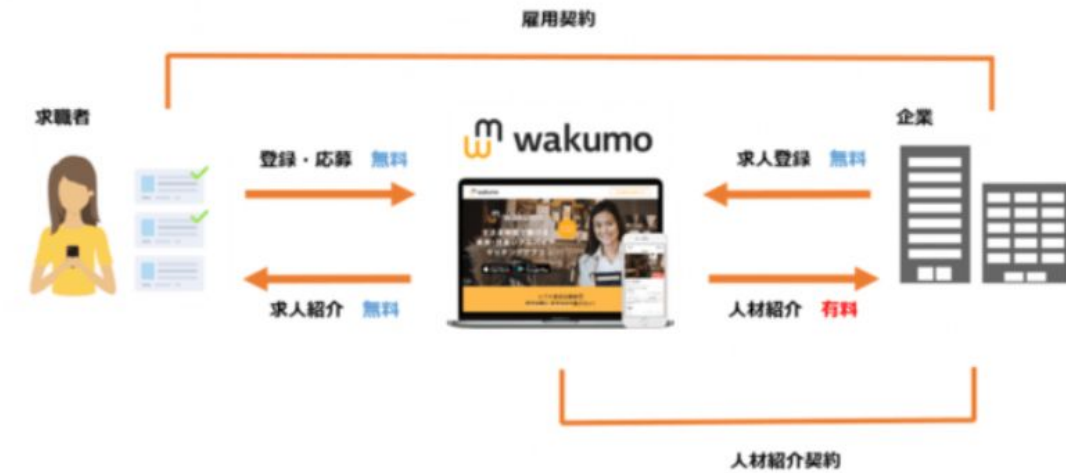 雇用契約
求職者
企業
wakumo
登録・応募 無料
求人登録 無料
wakumo
求人紹介 無料
人材紹介 有料
人材紹介契約